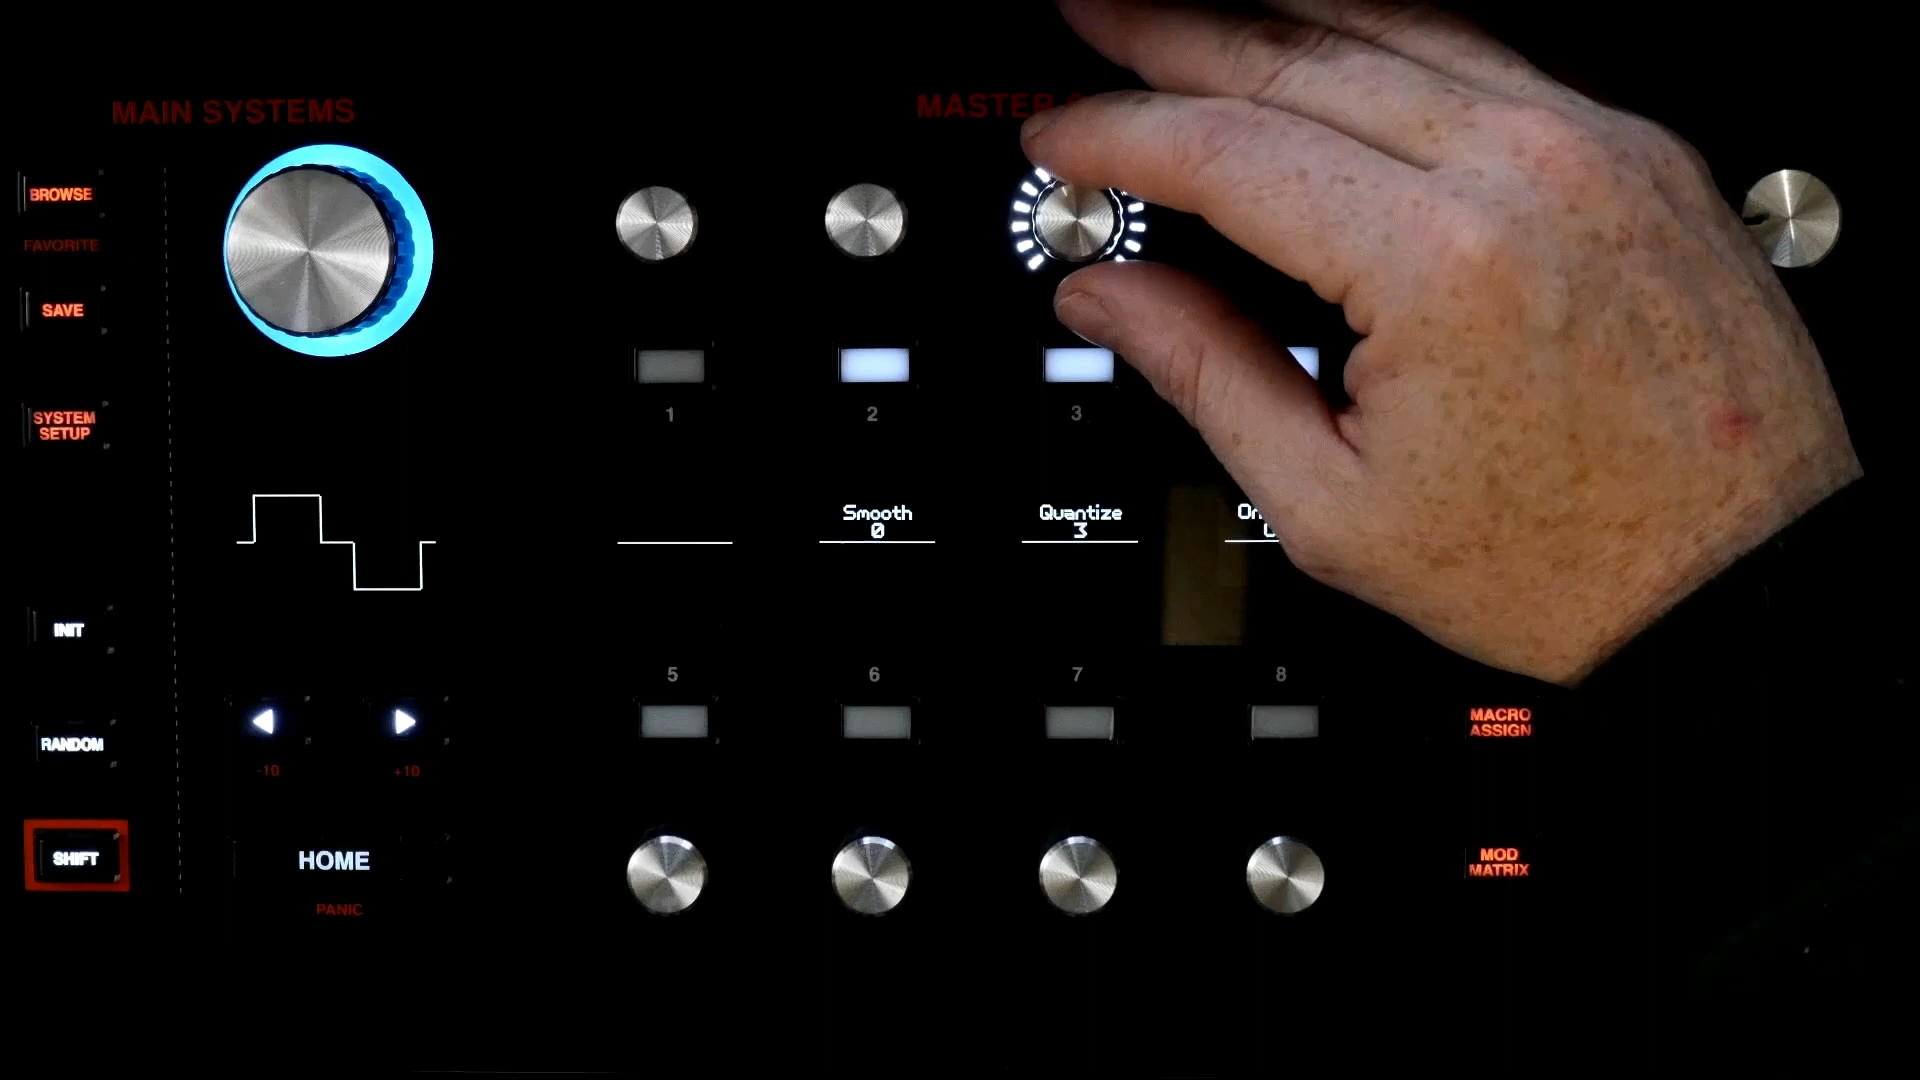 MAIN SYSTEMS
MASTER
BROWSE
FAVORITE
SAVE
SYSTEM
SETUP
1
2
3
Smooth
0
Quantize
3
INIT
RANDOM
SHIFT
-10
+10
HOME
PANIC
5
6
7
8
MACRO
ASSIGN
MOD
MATRIX